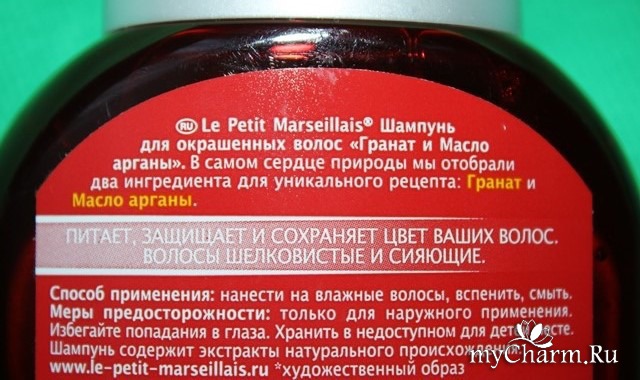 RU Le Petit Marseillais® Шампунь
для окрашенных волос «Гранат и Масло
арганы». В самом сердце природы мы отобрали
два ингредиента для уникального рецепта: Гранат и
Масло арганы.
ПИТАЕТ, ЗАЩИЩАЕТ И СОХРАНЯЕТ ЦВЕТ ВАШИХ ВОЛОС.
ВОЛОСЫ ШЕЛКОВИСТЫЕ И СИЯЮЩИЕ.
Способ применения: нанести на влажные волосы, вспенить, смыть.
Меры предосторожности: только для наружного применения.
Избегайте попадания в глаза. Хранить в недоступном для детей месте.
Шампунь содержит экстракты натурального происхождения.
www.le-petit-marseillais.ru *художественный образ
myCharm.Ru